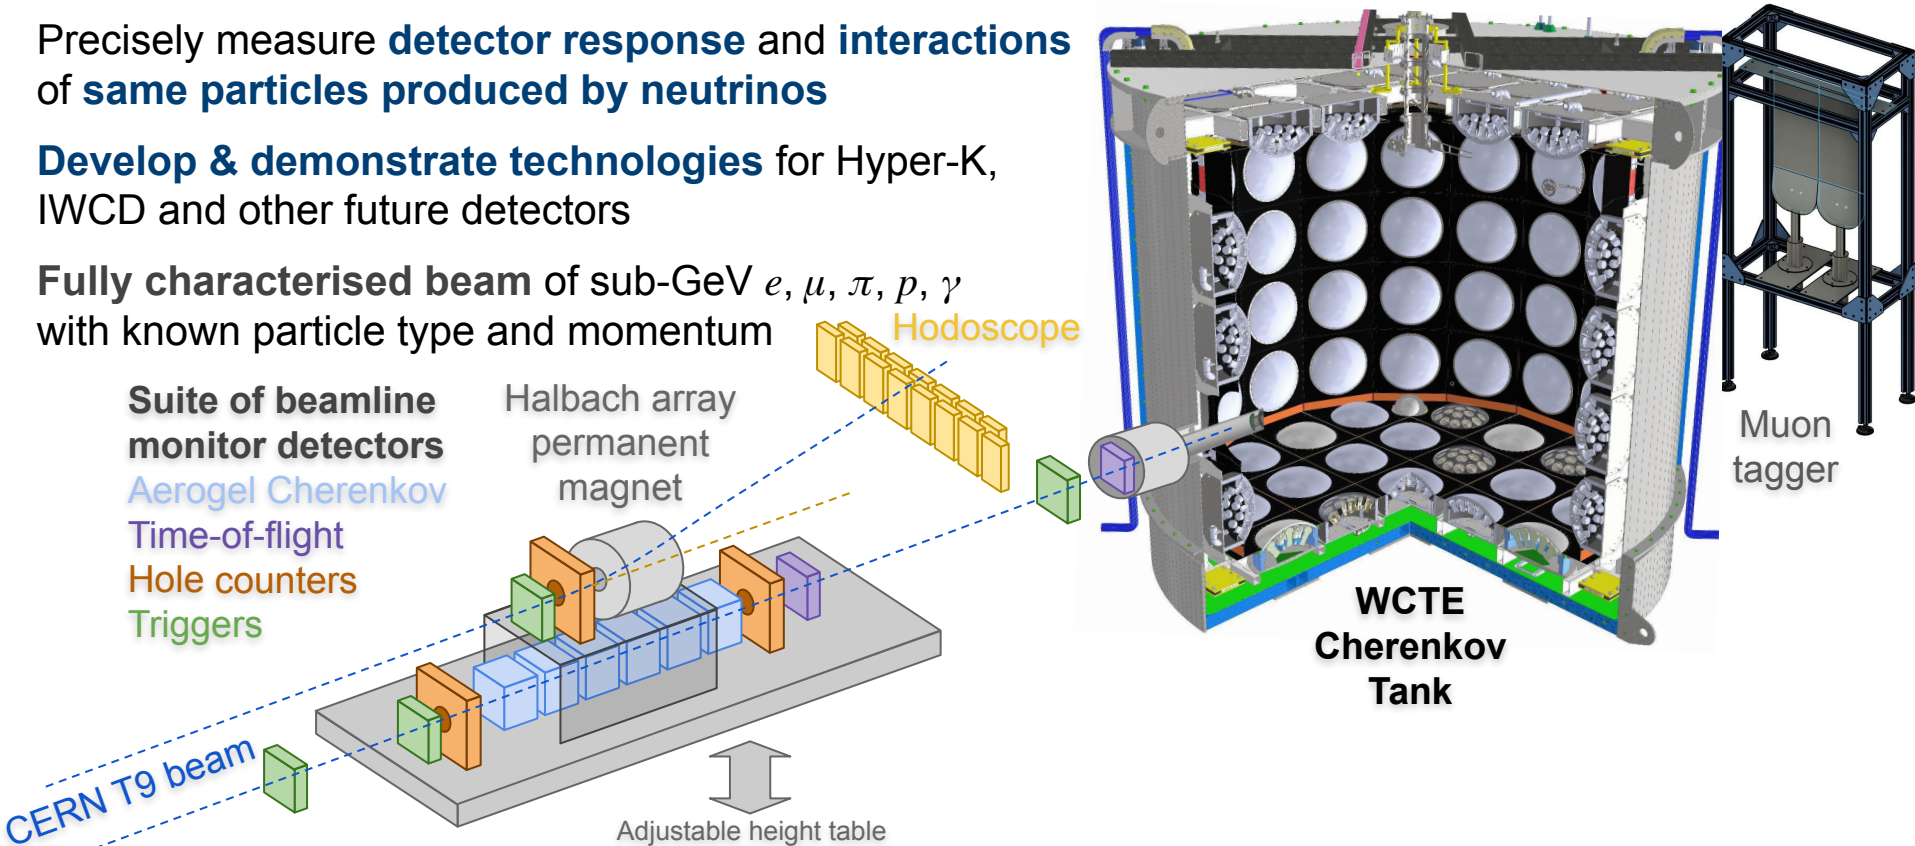 Precisely measure detector response and interactions
of same particles produced by neutrinos
Develop & demonstrate technologies for Hyper-K,
IWCD and other future detectors
Fully characterised beam of sub-GeV e, μ, π, p, γ
with known particle type and momentum
Hodoscope
Suite of beamline
monitor detectors
Aerogel Cherenkov
Time-of-flight
Hole counters
Triggers
Halbach array
permanent
magnet
Muon
tagger
WCTE
Cherenkov
Tank
CERN T9 beam
Adjustable height table